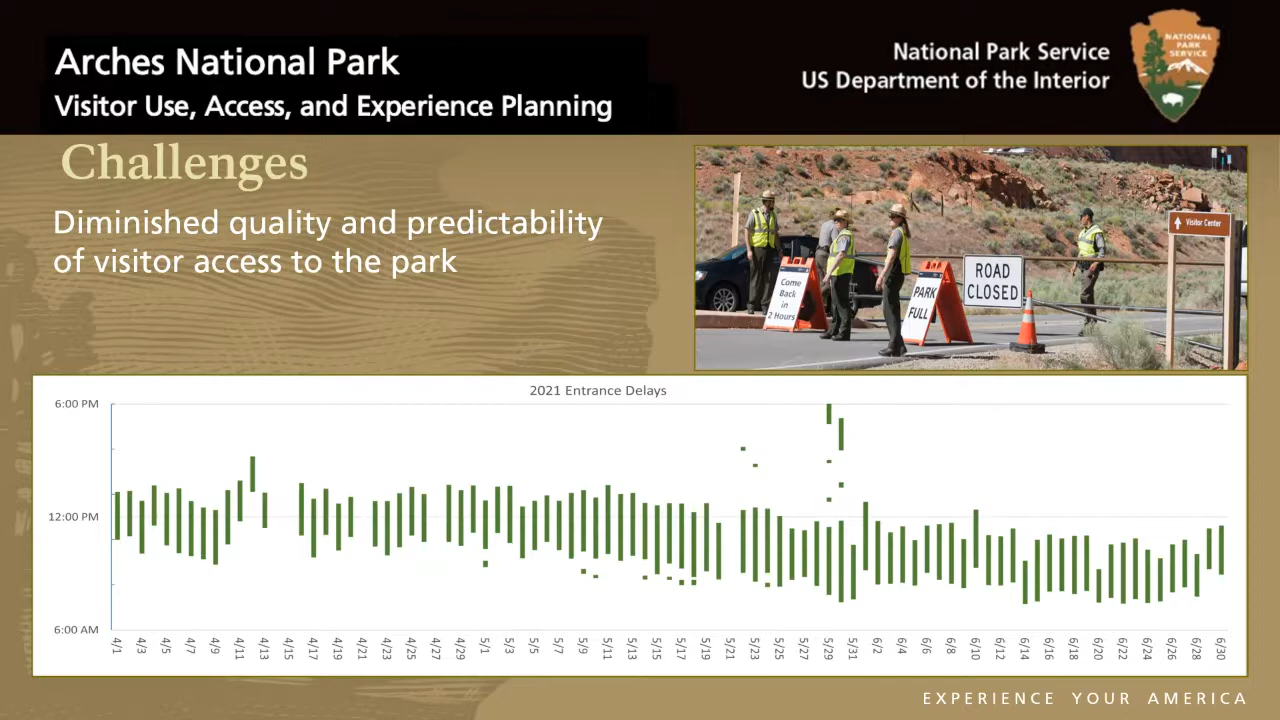 Arches National Park
Visitor Use, Access, and Experience Planning
National Park Service
US Department of the Interior
NATIONAL
PARK
SERVICE
Challenges
Diminished quality and predictability
of visitor access to the park
Come
Back
in
2 Hours
PARK
FULL
ROAD
CLOSED
Visitor Center
2021 Entrance Delays
6:00 PM
12:00 PM
6:00 AM
4/1
4/3
4/5
4/7
4/9
4/11
4/13
4/15
4/17
4/19
4/21
4/23
4/25
4/27
4/29
5/1
5/3
5/5
5/7
5/9
5/11
5/13
5/15
5/17
5/19
5/21
5/23
5/25
5/27
5/29
5/31
6/2
6/4
6/6
6/8
6/10
6/12
6/14
6/16
6/18
6/20
6/22
6/24
6/26
6/28
6/30
EXPERIENCE YOUR AMERICA